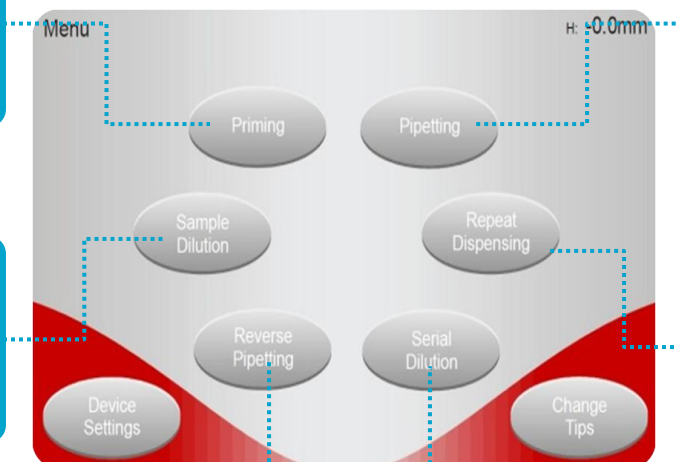 Menu
H: -0.0mm
Priming
Pipetting
Sample
Dilution
Repeat
Dispensing
Reverse
Pipetting
Serial
Dilution
Device
Settings
Change
Tips